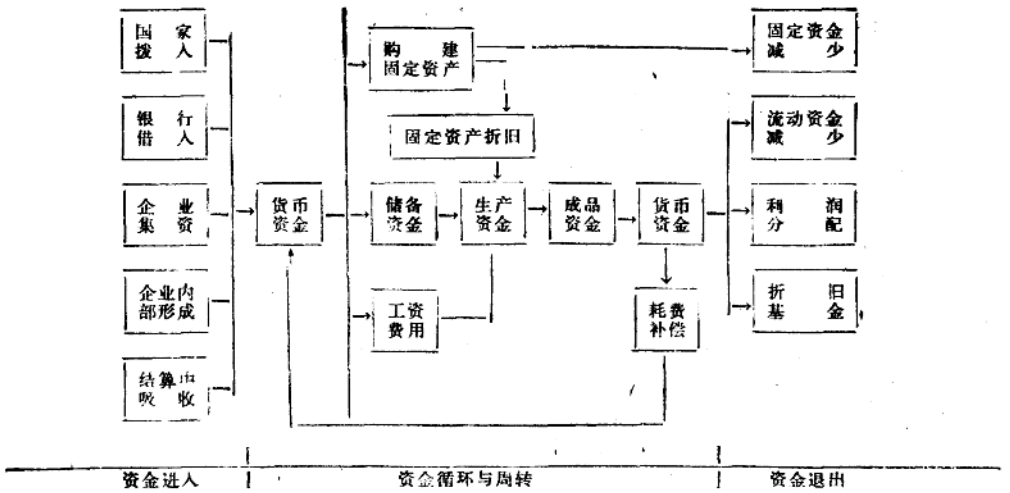 国家
拨入
银行
借入
企业
集资
企业内
部形成
结算中
吸收
货币
资金
购建
固定资产
固定资产折旧
储备
资金
生产
资金
成品
资金
货币
资金
工资
费用
耗费
补偿
固定资金
减少
流动资金
减少
利润
分配
折旧
基金
资金进入
资金循环与周转
资金退出